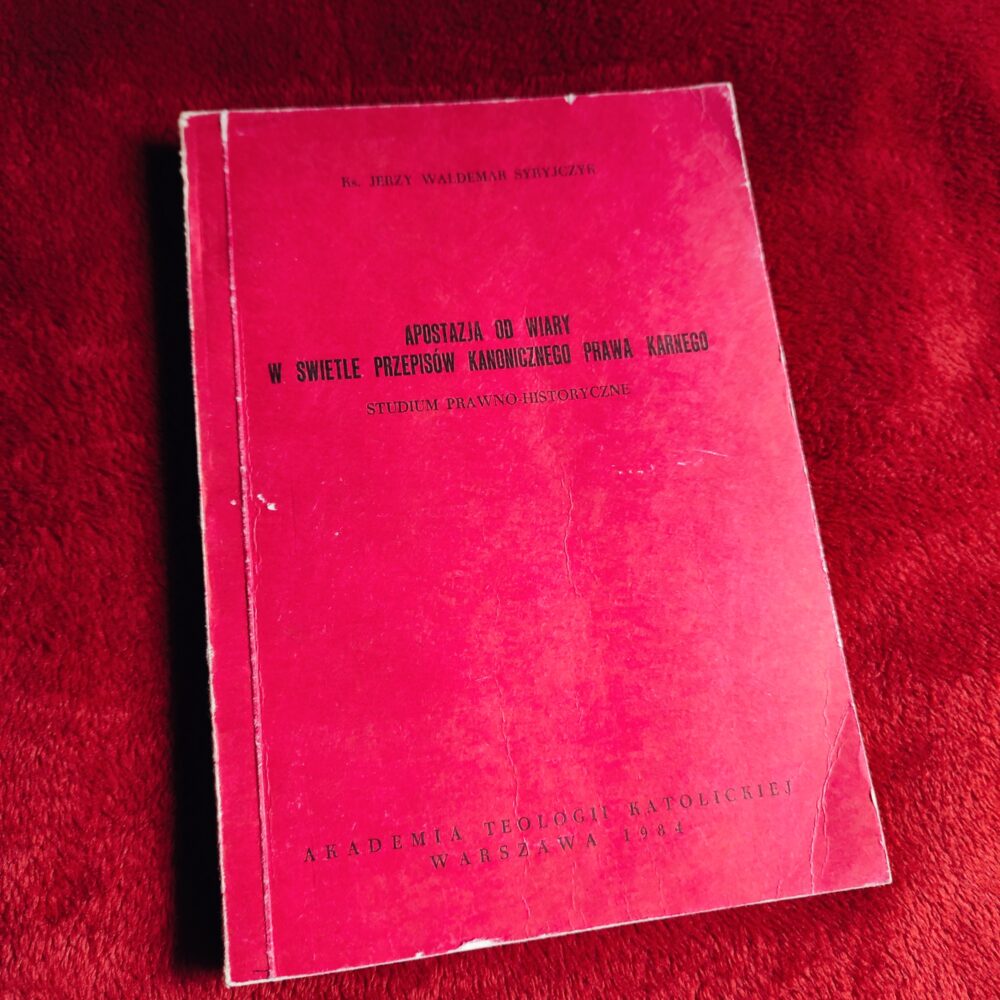 Ks. JERZY WALDEMAR SYRYJCZYK
APOSTAZJA OD WIARY
W SWIETLE PRZEPISÓW KANONICZNEGO PRAWA KARNEGO
STUDIUM PRAWNO-HISTORYCZNE
AKADEMIA TEOLOGII KATOLICKIEJ
WARSZAWA 1984